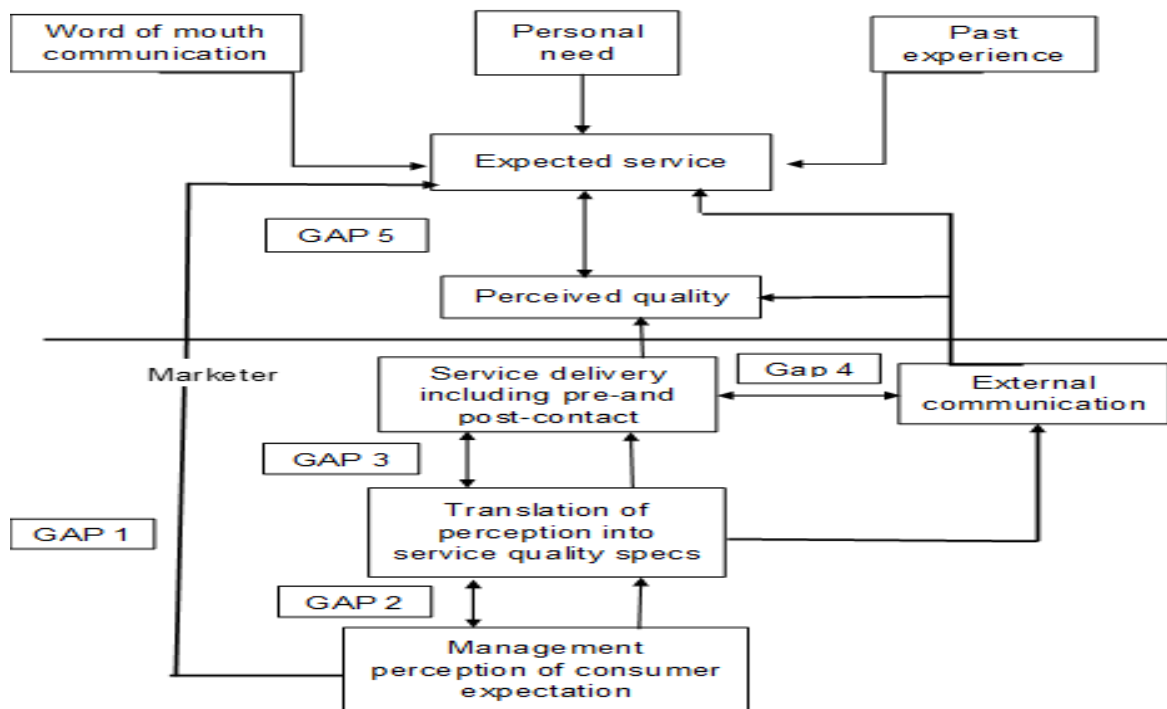 Word of mouth
communication
Personal
need
Past
experience
Expected service
GAP 5
Perceived quality
Marketer
Service delivery
including pre-and
post-contact
Gap 4
External
communication
GAP 3
GAP 1
Translation of
perception into
service quality specs
GAP 2
Management
perception of consumer
expectation